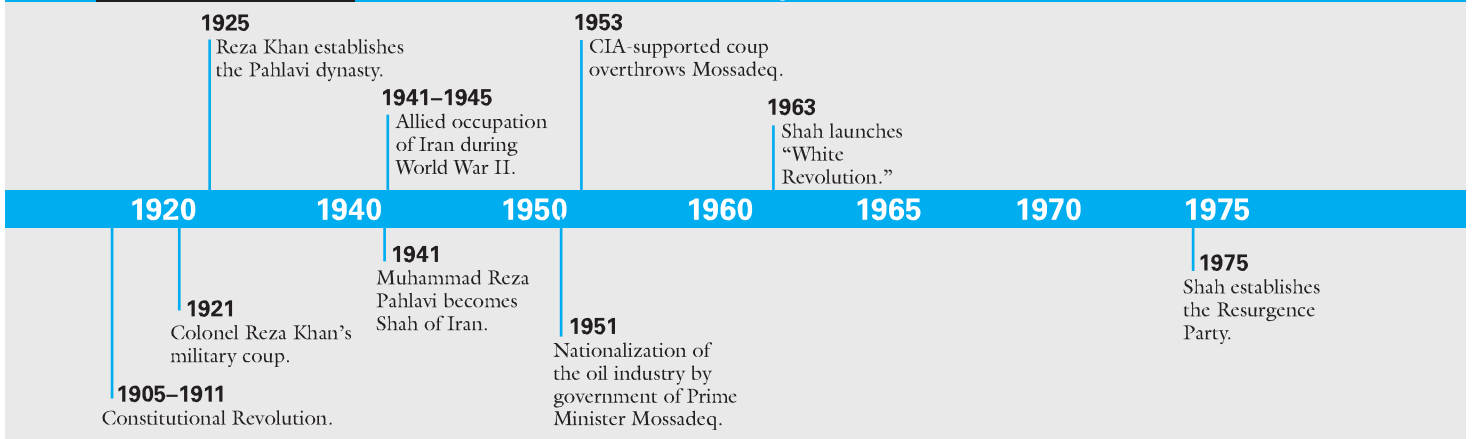 1925
Reza Khan establishes
the Pahlavi dynasty.
1941–1945
Allied occupation
of Iran during
World War II.
1953
CIA-supported coup
overthrows Mossadeq.
1963
Shah launches
“White
Revolution.”
1920 1940 1950 1960 1965 1970 1975
1905–1911
Constitutional Revolution.
1921
Colonel Reza Khan’s
military coup.
1941
Muhammad Reza
Pahlavi becomes
Shah of Iran.
1951
Nationalization of
the oil industry by
government of Prime
Minister Mossadeq.
1975
Shah establishes
the Resurgence
Party.